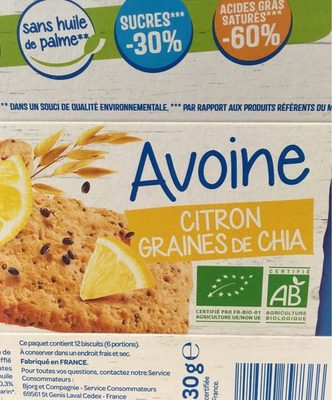 sans huile
de palme**
SUCRES***
-30%
ACIDES GRAS
SATURÉS***
-60%
** DANS UN SOUCI DE QUALITÉ ENVIRONNEMENTALE, *** PAR RAPPORT AUX PRODUITS RÉFÉRENTS DU M
Avoine
CITRON
GRAINES DE CHIA
CERTIFIÉ
AB
CERTIFIÉ PAR FR-BIO-01
AGRICULTURE UE/NON UE
AGRICULTURE
BIOLOGIQUE
Ce paquet contient 12 biscuits (6 portions).
À conserver dans un endroit frais et sec.
Fabriqué en FRANCE.
Pour toutes vos questions, contactez notre Service
Consommateurs :
Bjorg et Compagnie - Service Consommateurs
69561 St Genis Laval Cedex - France
30g e